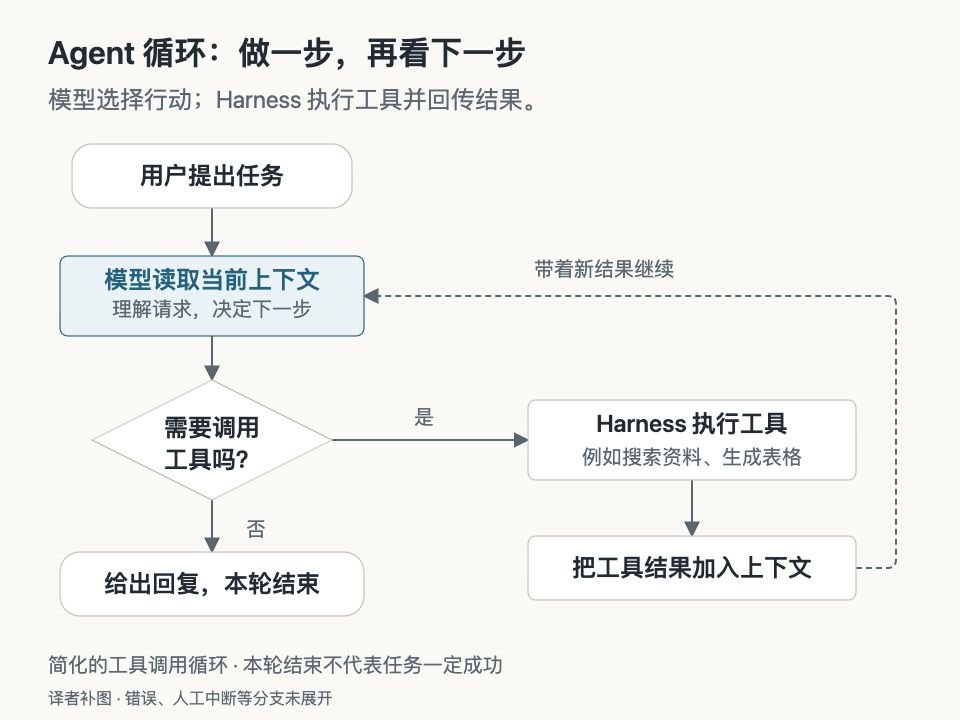 Agent 循环：做一步，再看下一步
模型选择行动；Harness 执行工具并回传结果。
用户提出任务
模型读取当前上下文
理解请求，决定下一步
带着新结果继续
需要调用
工具吗？
是
Harness 执行工具
例如搜索资料、生成表格
否
把工具结果加入上下文
给出回复，本轮结束
简化的工具调用循环 · 本轮结束不代表任务一定成功
译者补图 · 错误、人工中断等分支未展开